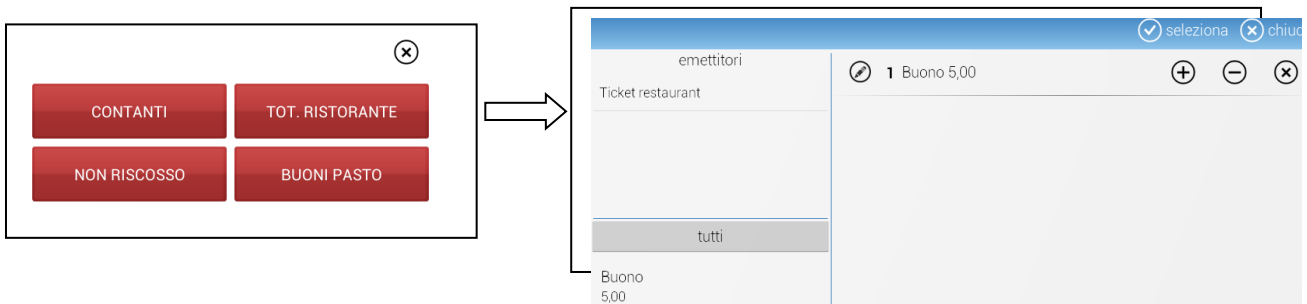 CONTANTI
TOT. RISTORANTE
NON RISCOSSO
BUONI PASTO
seleziona
chiuc
emettitori
Ticket restaurant
1 Buono 5,00
tutti
Buono
5,00